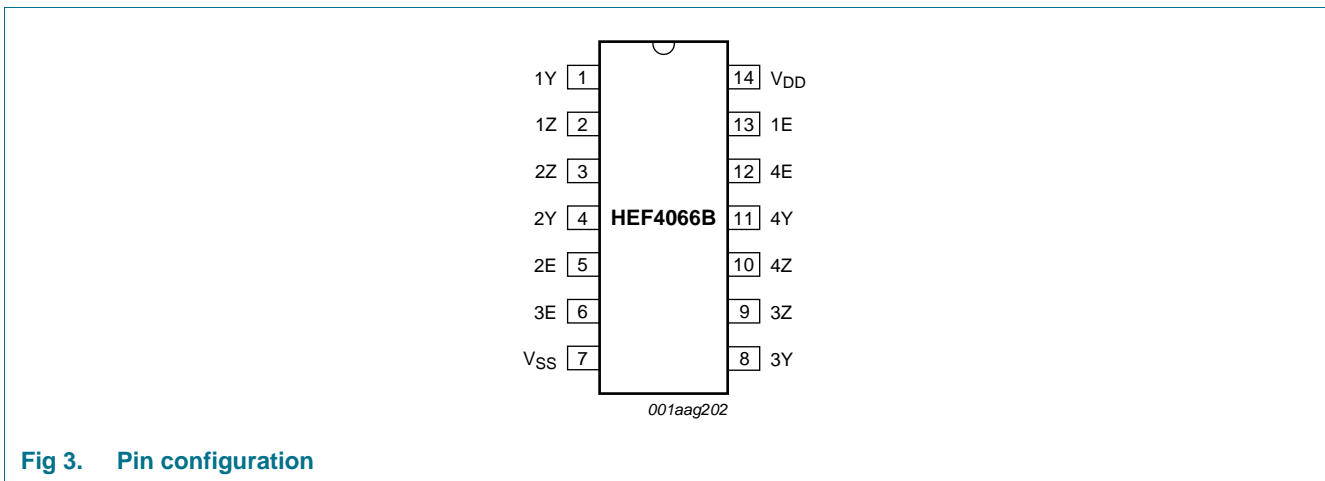 1Y 1 14 VDD
1Z 2 13 1E
2Z 3 12 4E
2Y 4 HEF4066B 11 4Y
2E 5 10 4Z
3E 6 9 3Z
VSS 7 8 3Y
001aag202
Fig 3. Pin configuration